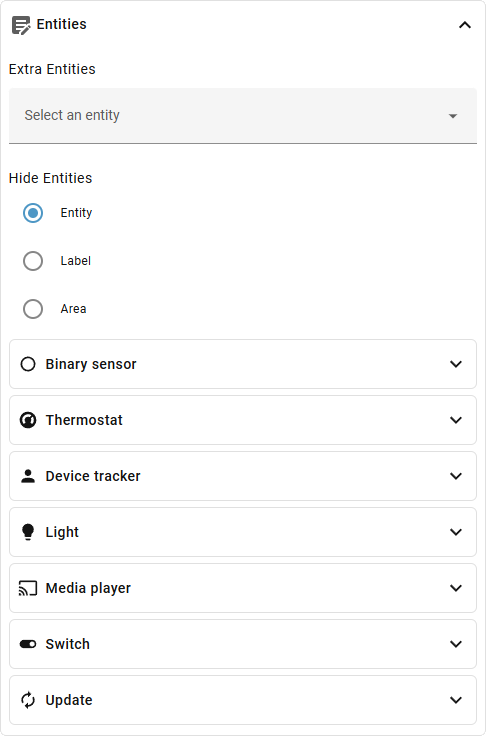 Entities
Extra Entities
Select an entity
Hide Entities
Entity
Label
Area
Binary sensor
Thermostat
Device tracker
Light
Media player
Switch
Update